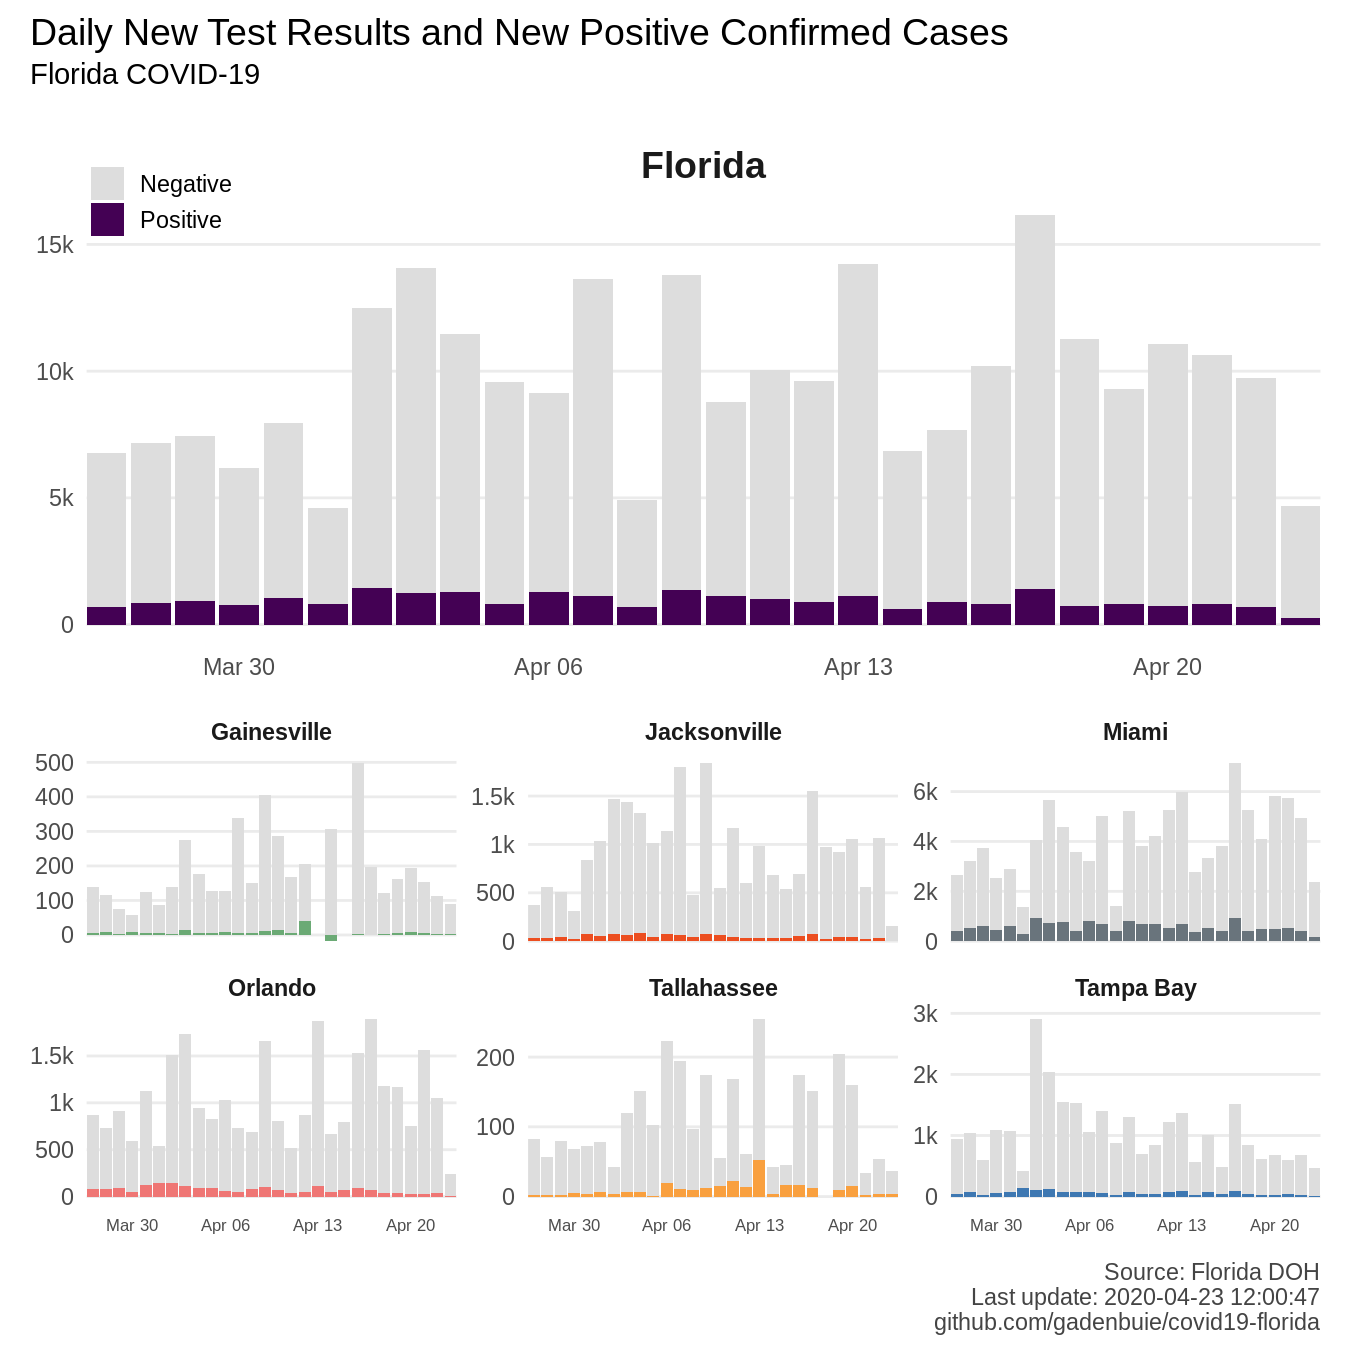 Daily New Test Results and New Positive Confirmed Cases
Florida COVID-19
Florida
Negative
Positive
15k
10k
5k
0
Mar 30 Apr 06 Apr 13 Apr 20
Gainesville
500
400
300
200
100
0
Jacksonville
1.5k
1k
500
0
Miami
6k
4k
2k
0
Orlando
1.5k
1k
500
0
Mar 30 Apr 06 Apr 13 Apr 20
Tallahassee
200
100
0
Mar 30 Apr 06 Apr 13 Apr 20
Tampa Bay
3k
2k
1k
0
Mar 30 Apr 06 Apr 13 Apr 20
Source: Florida DOH
Last update: 2020-04-23 12:00:47
github.com/gadenbuie/covid19-florida